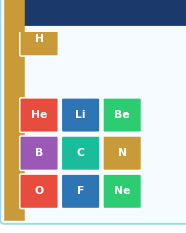 H
He Li Be
B C N
O F Ne